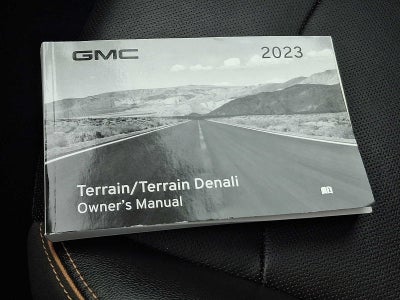 GMC 2023
Terrain/Terrain Denali
Owner's Manual